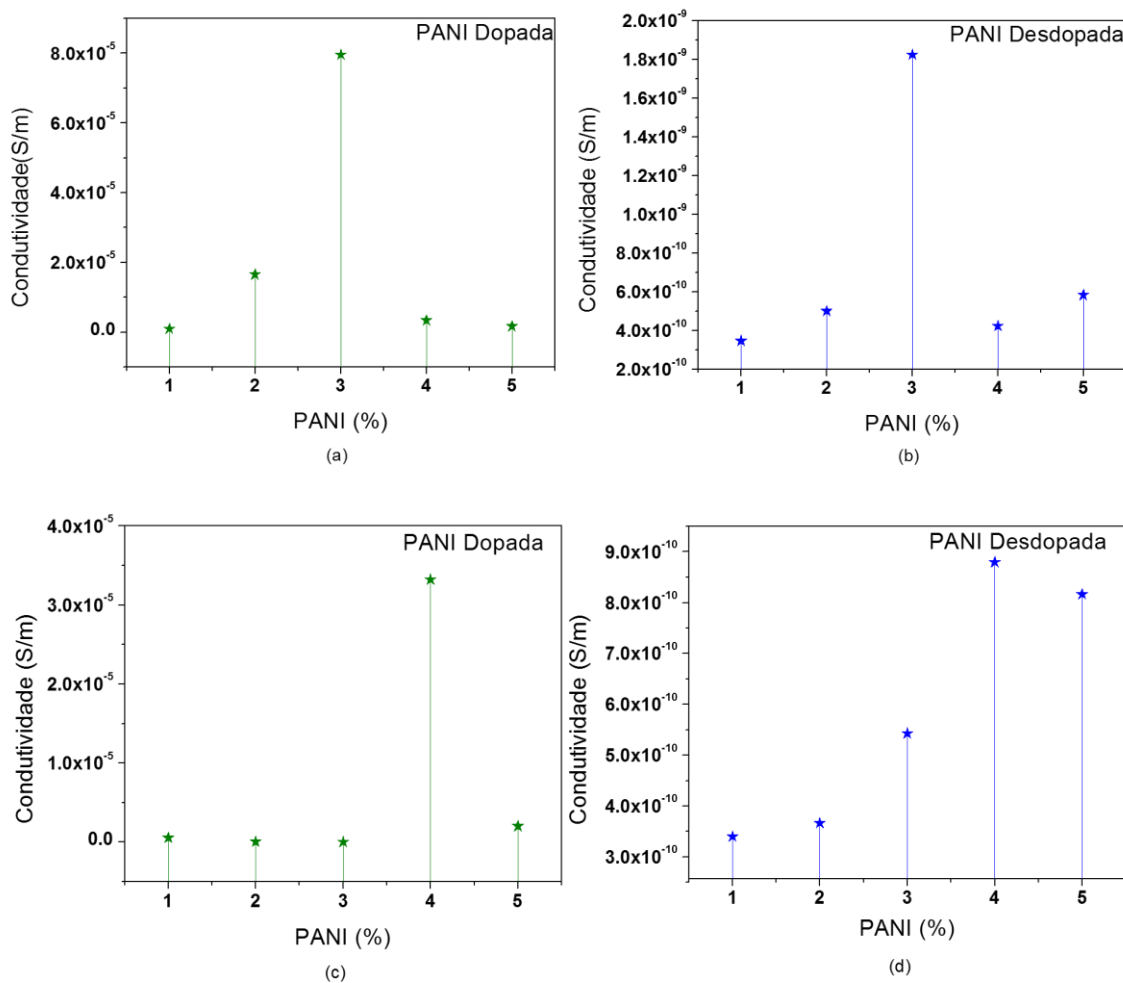 PANI Dopada
Condutividade(S/m)
8.0x10⁻⁵
6.0x10⁻⁵
4.0x10⁻⁵
2.0x10⁻⁵
0.0
1 2 3 4 5
PANI (%)
(a)
PANI Desdopada
Condutividade (S/m)
2.0x10⁻⁹
1.8x10⁻⁹
1.6x10⁻⁹
1.4x10⁻⁹
1.2x10⁻⁹
1.0x10⁻⁹
8.0x10⁻¹⁰
6.0x10⁻¹⁰
4.0x10⁻¹⁰
2.0x10⁻¹⁰
1 2 3 4 5
PANI (%)
(b)
PANI Dopada
Condutividade (S/m)
4.0x10⁻⁵
3.0x10⁻⁵
2.0x10⁻⁵
1.0x10⁻⁵
0.0
1 2 3 4 5
PANI (%)
(c)
PANI Desdopada
Condutividade (S/m)
9.0x10⁻¹⁰
8.0x10⁻¹⁰
7.0x10⁻¹⁰
6.0x10⁻¹⁰
5.0x10⁻¹⁰
4.0x10⁻¹⁰
3.0x10⁻¹⁰
1 2 3 4 5
PANI (%)
(d)